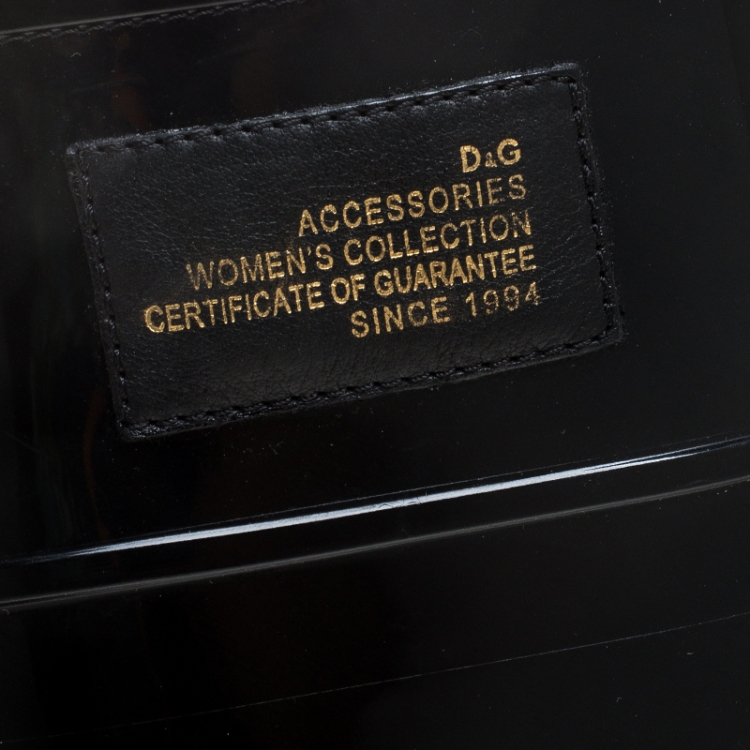 D&G
ACCESSORIES
WOMEN'S COLLECTION
CERTIFICATE OF GUARANTEE
SINCE 1994